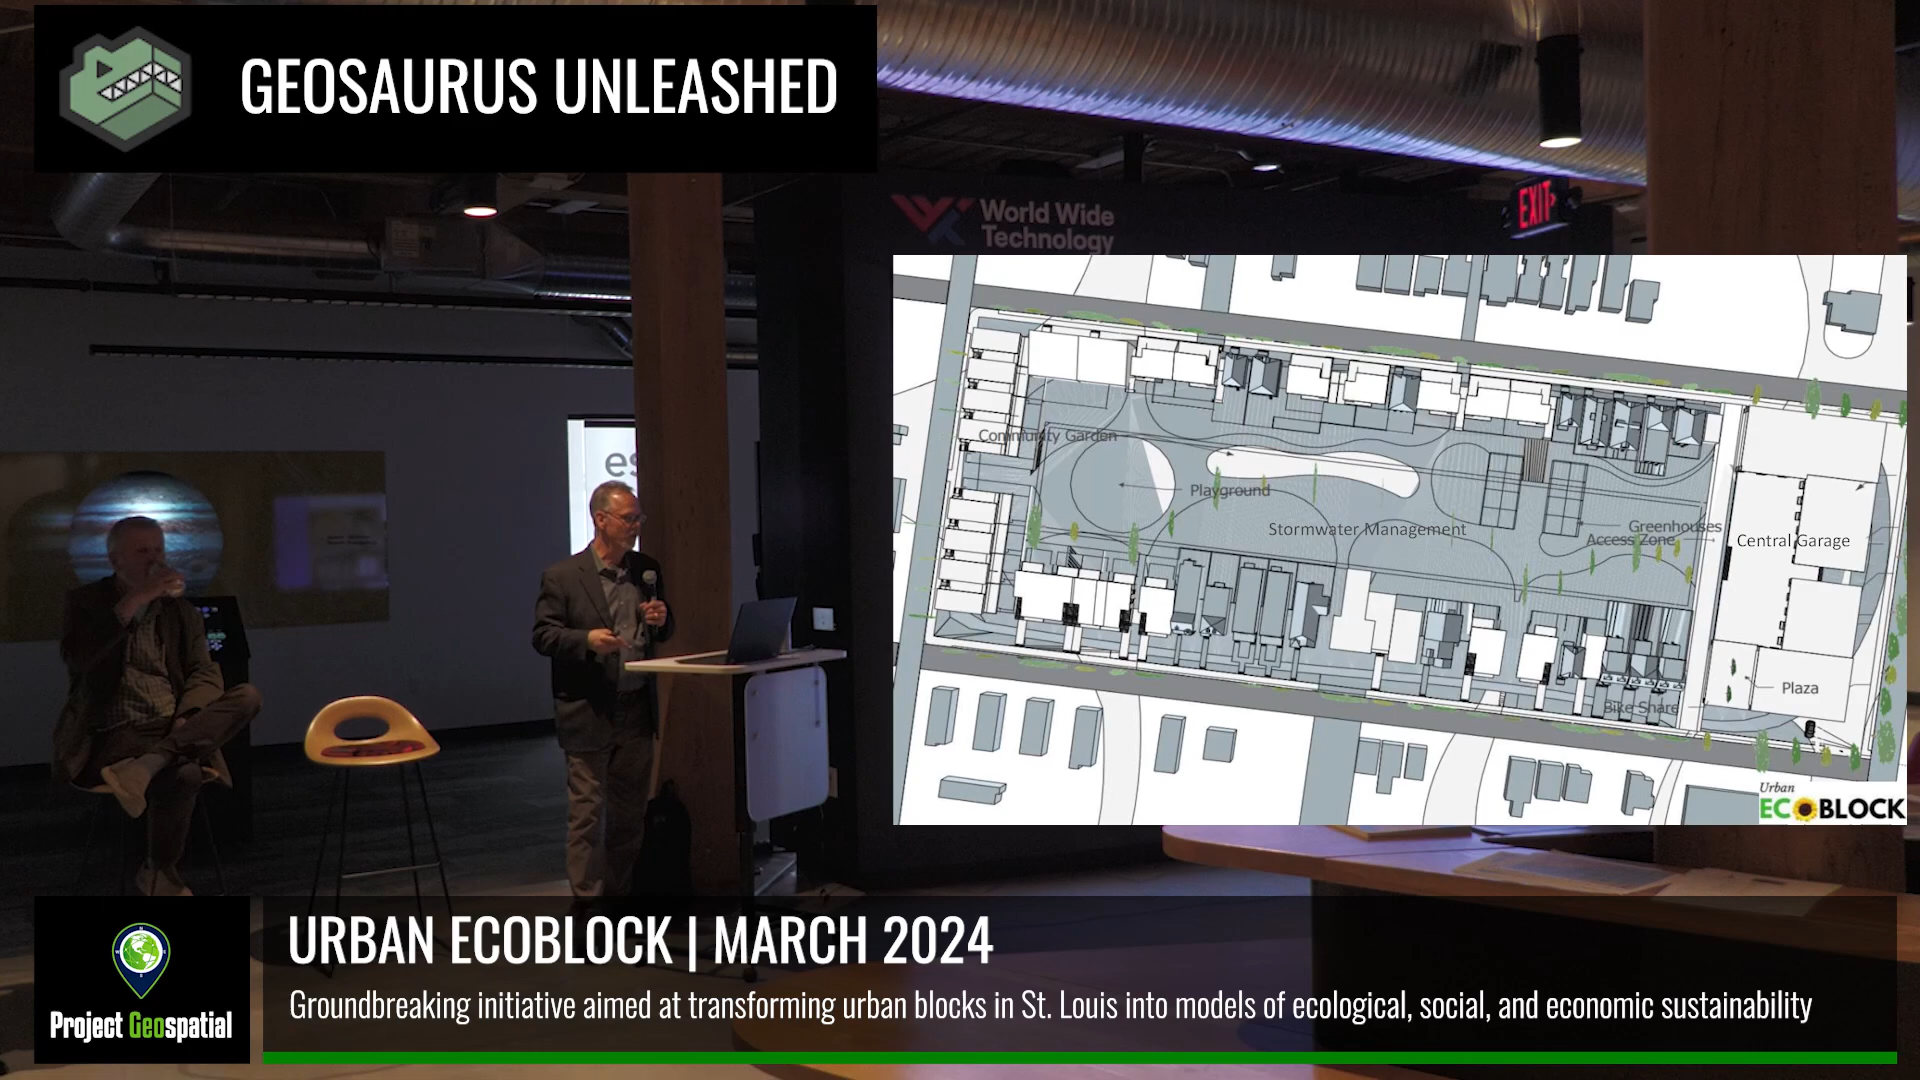 GEOSAURUS UNLEASHED
World Wide
Technology
EXIT
es
Community Garden
Playground
Stormwater Management
Greenhouses
Access Zone
Central Garage
Plaza
Bike Share
Urban
ECOBLOCK
URBAN ECOBLOCK | MARCH 2024
Groundbreaking initiative aimed at transforming urban blocks in St. Louis into models of ecological, social, and economic sustainability
Project Geospatial